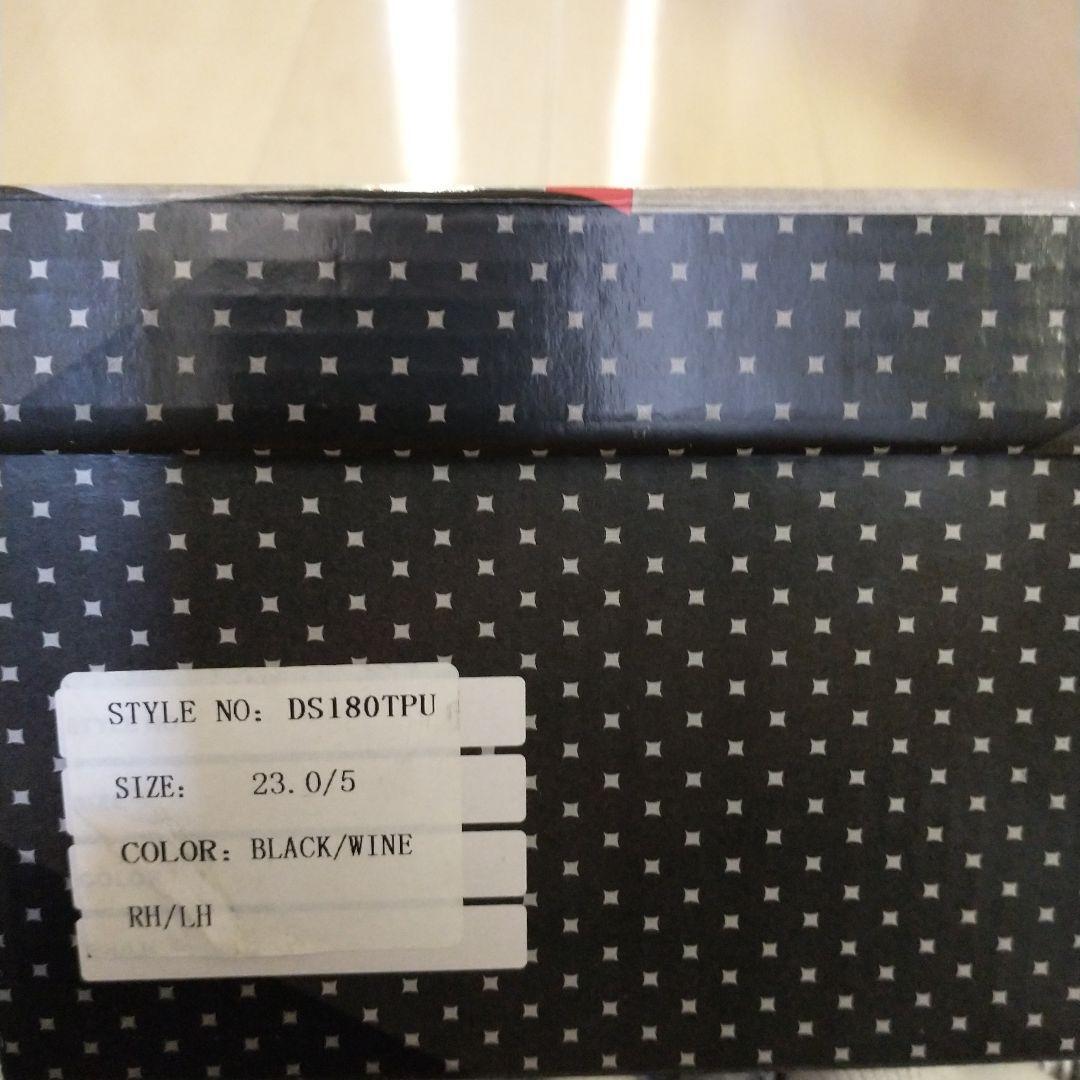 STYLE NO: DS180TPU
SIZE: 23.0/5
COLOR: BLACK/WINE
RH/LH